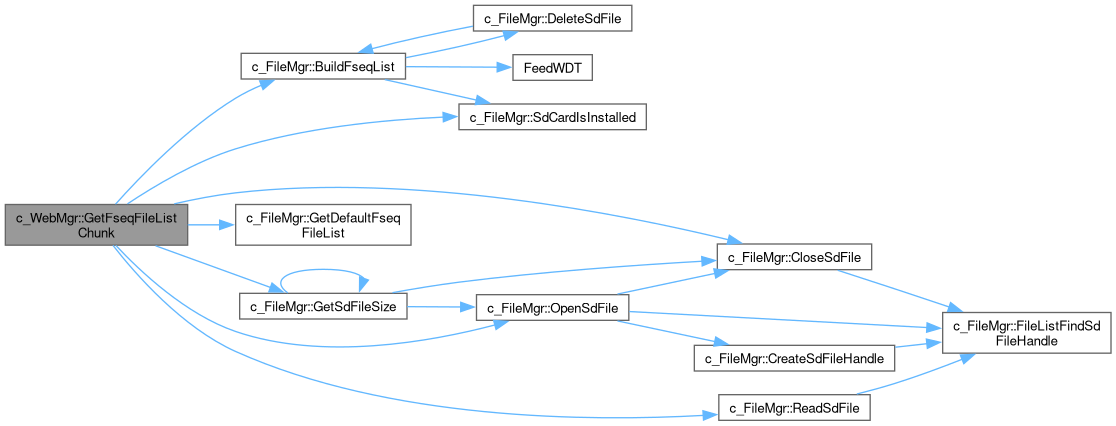 c_FileMgr::DeleteSdFile
c_FileMgr::BuildFseqList
FeedWDT
c_FileMgr::SdCardIsInstalled
c_WebMgr::GetFseqFileList
Chunk
c_FileMgr::GetDefaultFseq
FileList
c_FileMgr::CloseSdFile
c_FileMgr::GetSdFileSize
c_FileMgr::OpenSdFile
c_FileMgr::FileListFindSd
FileHandle
c_FileMgr::CreateSdFileHandle
c_FileMgr::ReadSdFile